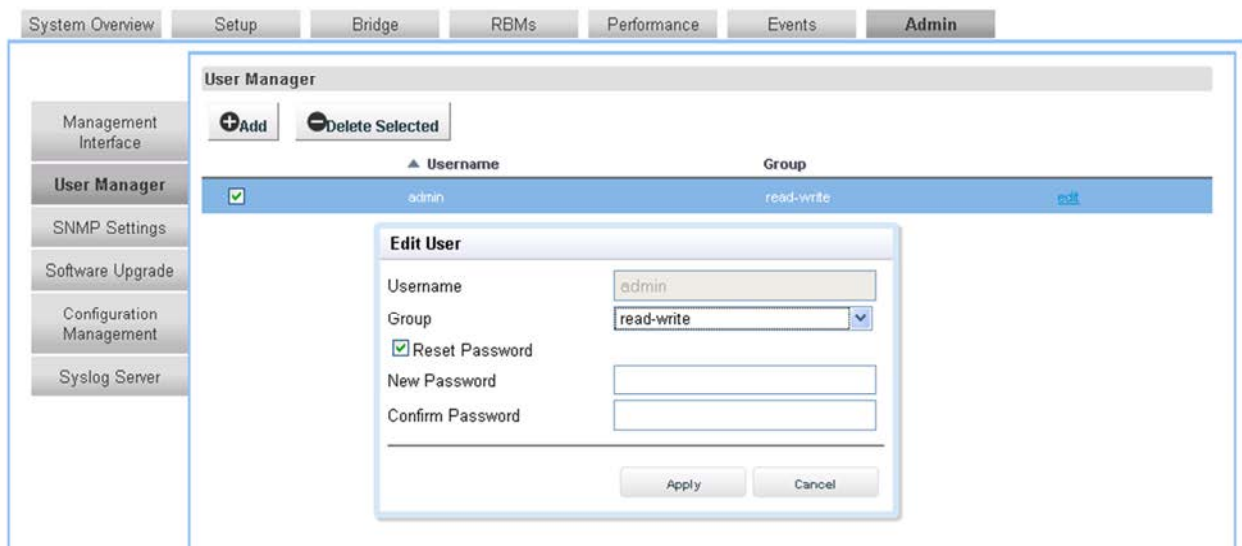 System Overview Setup Bridge RBMs Performance Events Admin
User Manager
Add Delete Selected
Management
Interface
User Manager
SNMP Settings
Software Upgrade
Configuration
Management
Syslog Server
Username Group
admin read-write edit
Edit User
Username admin
Group read-write
Reset Password
New Password
Confirm Password
Apply Cancel